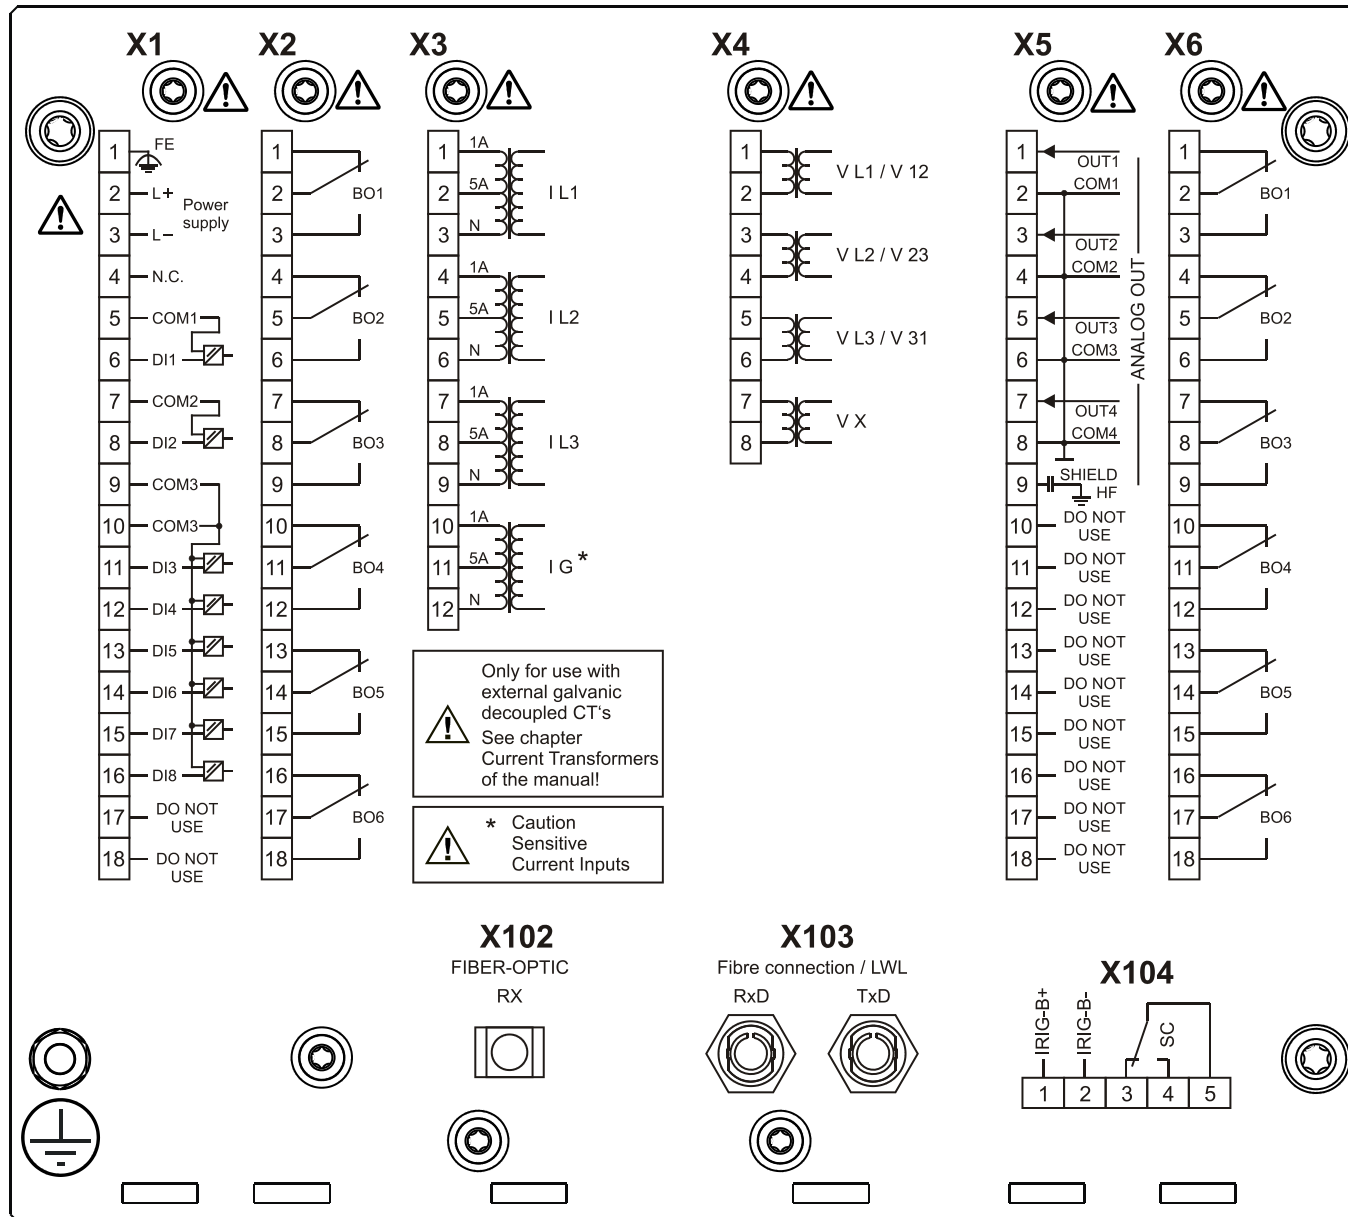 X1
X2
X3
X4
X5
X6
1 FE
2 L+
Power
supply
3 L–
4 N.C.
5 COM1
6 DI1
7 COM2
8 DI2
9 COM3
10 COM3
11 DI3
12 DI4
13 DI5
14 DI6
15 DI7
16 DI8
17 DO NOT
USE
18 DO NOT
USE
1
2 BO1
3
4
5 BO2
6
7
8 BO3
9
10
11 BO4
12
13
14 BO5
15
16
17 BO6
18
1 1A
2 5A I L1
3 N
4 1A
5 5A I L2
6 N
7 1A
8 5A I L3
9 N
10 1A
11 5A I G *
12 N
Only for use with
external galvanic
decoupled CT‘s
See chapter
Current Transformers
of the manual!
* Caution
Sensitive
Current Inputs
1
V L1 / V 12
2
3
V L2 / V 23
4
5
V L3 / V 31
6
7
V X
8
1 OUT1
2 COM1
3 OUT2
4 COM2
5 OUT3
6 COM3
7 OUT4
8 COM4
ANALOG OUT
9 SHIELD
HF
10 DO NOT
USE
11 DO NOT
USE
12 DO NOT
USE
13 DO NOT
USE
14 DO NOT
USE
15 DO NOT
USE
16 DO NOT
USE
17 DO NOT
USE
18 DO NOT
USE
1
2 BO1
3
4
5 BO2
6
7
8 BO3
9
10
11 BO4
12
13
14 BO5
15
16
17 BO6
18
X102
FIBER-OPTIC
RX
X103
Fibre connection / LWL
RxD TxD
X104
IRIG-B+
IRIG-B-
SC
1 2 3 4 5